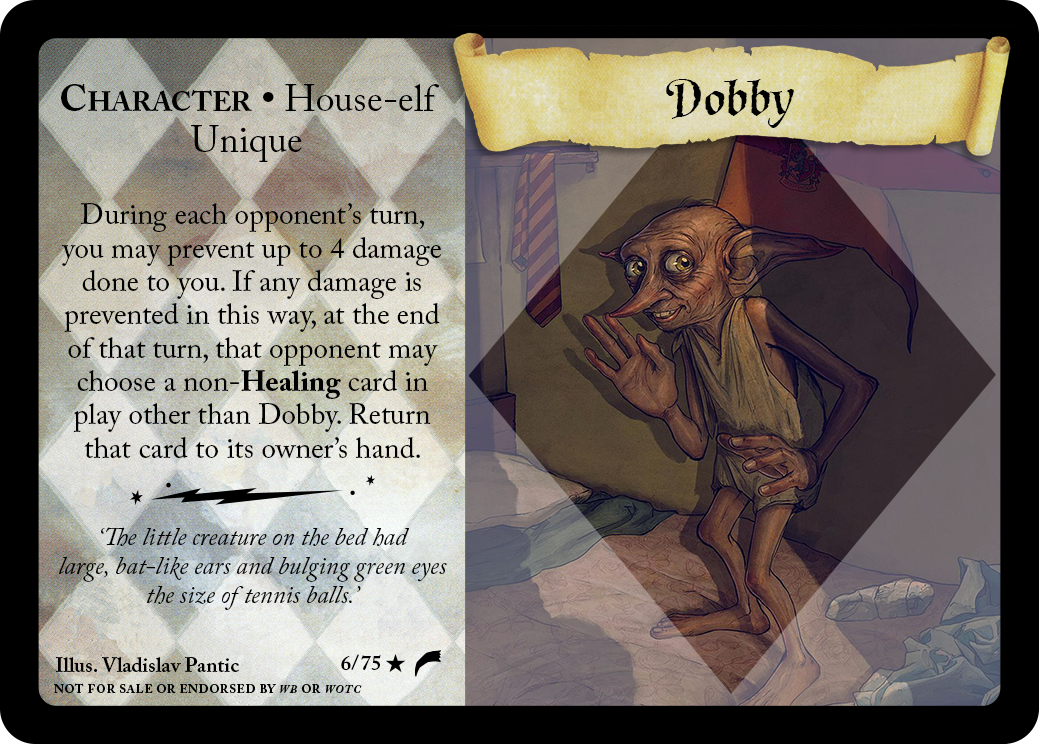 Dobby
CHARACTER • House-elf
Unique
During each opponent's turn,
you may prevent up to 4 damage
done to you. If any damage is
prevented in this way, at the end
of that turn, that opponent may
choose a non-Healing card in
play other than Dobby. Return
that card to its owner's hand.
‘The little creature on the bed had
large, bat-like ears and bulging green eyes
the size of tennis balls.’
Illus. Vladislav Pantic 6/75 ★
NOT FOR SALE OR ENDORSED BY WB OR WOTC